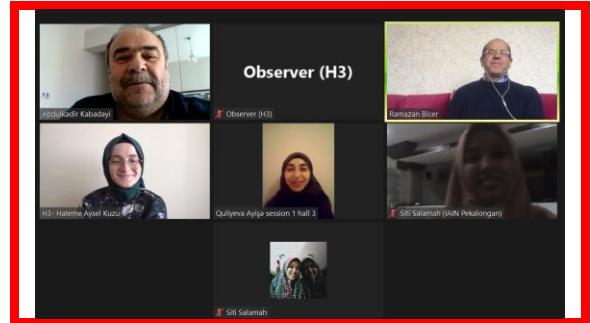 Observer (H3)
Abdulkadir Kabadayi
Observer (H3)
Ramazan Bicer
H3- Hateme Aysel Kuzu
Quliyeva Ayişə session 1 hall 3
Siti Salamah (IAIN Pekalongan)
Siti Salamah